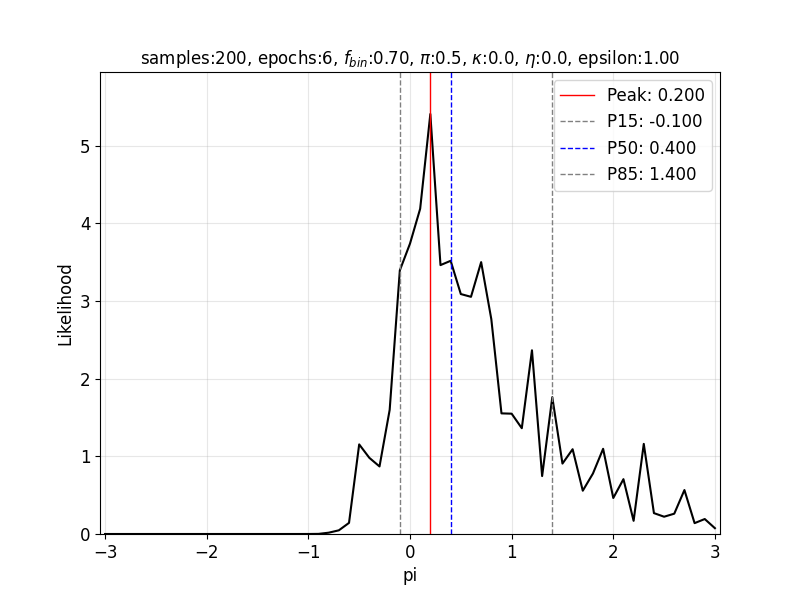 samples:200, epochs:6, f_bin:0.70, π:0.5, κ:0.0, η:0.0, epsilon:1.00
Peak: 0.200
P15: -0.100
P50: 0.400
P85: 1.400
Likelihood
5
4
3
2
1
0
−3 −2 −1 0 1 2 3
pi